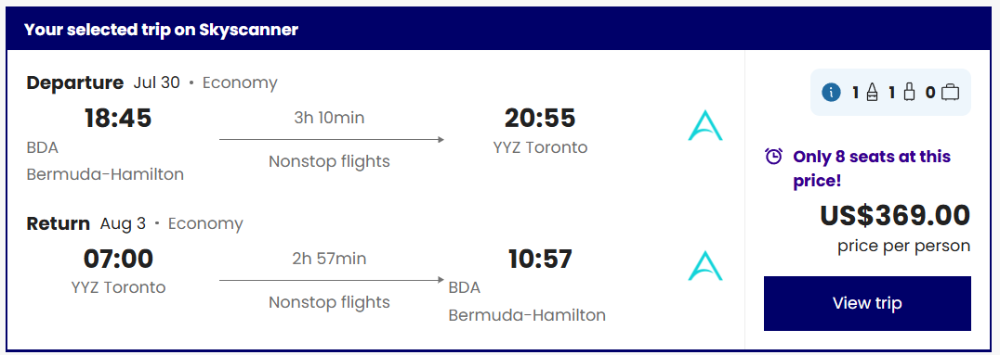 Your selected trip on Skyscanner
Departure Jul 30 • Economy
18:45 3h 10min 20:55
BDA YYZ Toronto
Bermuda-Hamilton Nonstop flights
Return Aug 3 • Economy
07:00 2h 57min 10:57
YYZ Toronto BDA
Nonstop flights Bermuda-Hamilton
i 1 1 0
Only 8 seats at this
price!
US$369.00
price per person
View trip